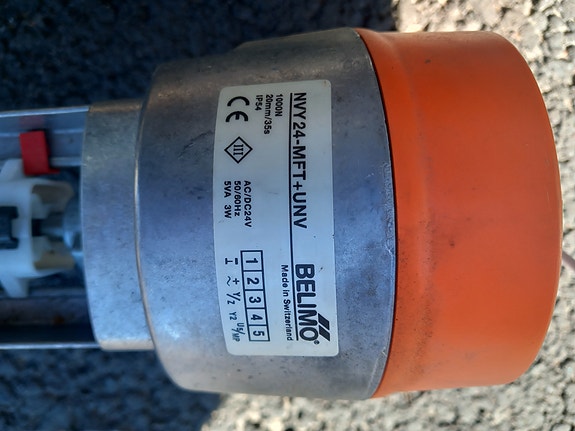 NVY24-MFT+UNV
BELIMO®
Made in Switzerland
1000N
20mm/35s
IP54
CE
III
AC/DC24V
50/60Hz
5VA 3W
1 2 3 4 5
⊥ ~ Y/Z Y2 U5/MP
− +